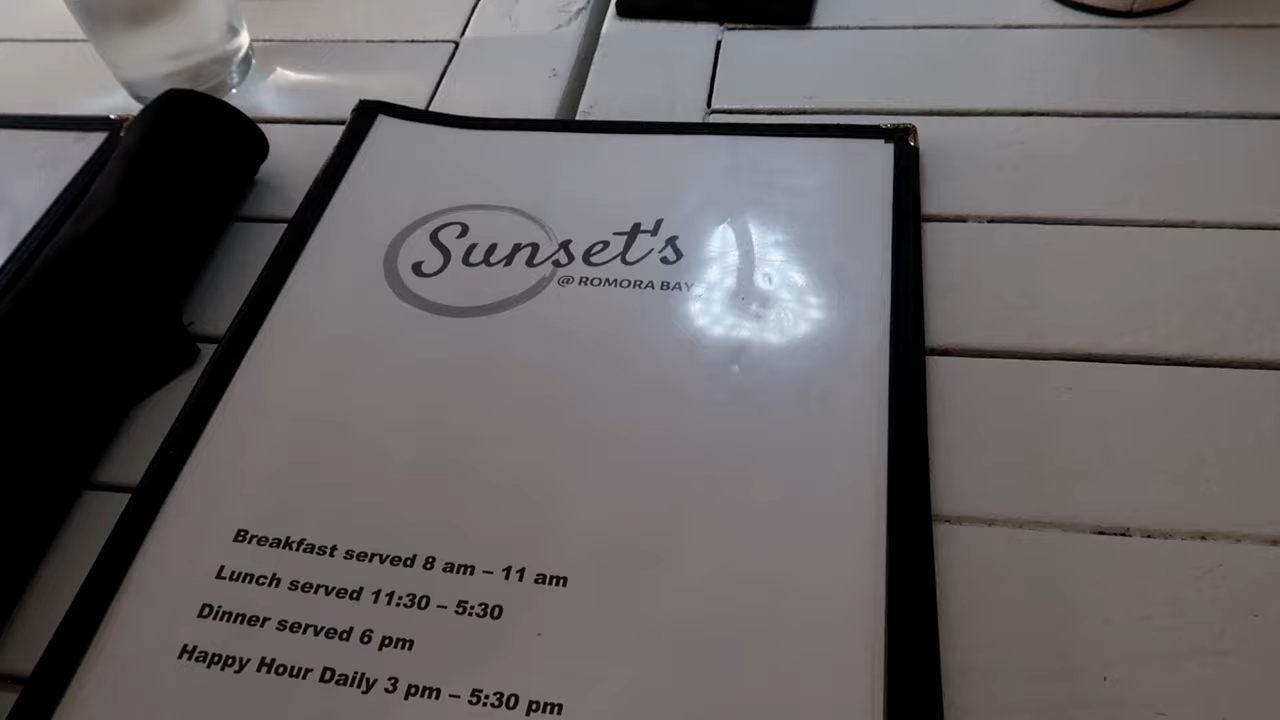 Sunset's
@ ROMORA BAY
Breakfast served 8 am – 11 am
Lunch served 11:30 – 5:30
Dinner served 6 pm
Happy Hour Daily 3 pm – 5:30 pm